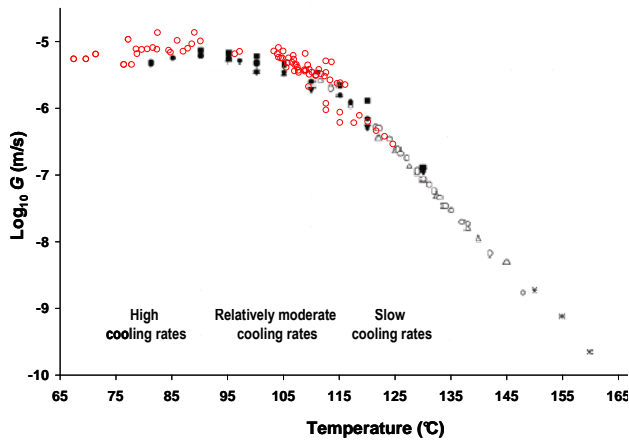 -5
-6
-7
-8
-9
-10
Log10 G (m/s)
High
cooling rates
Relatively moderate
cooling rates
Slow
cooling rates
65 75 85 95 105 115 125 135 145 155 165
Temperature (°C)